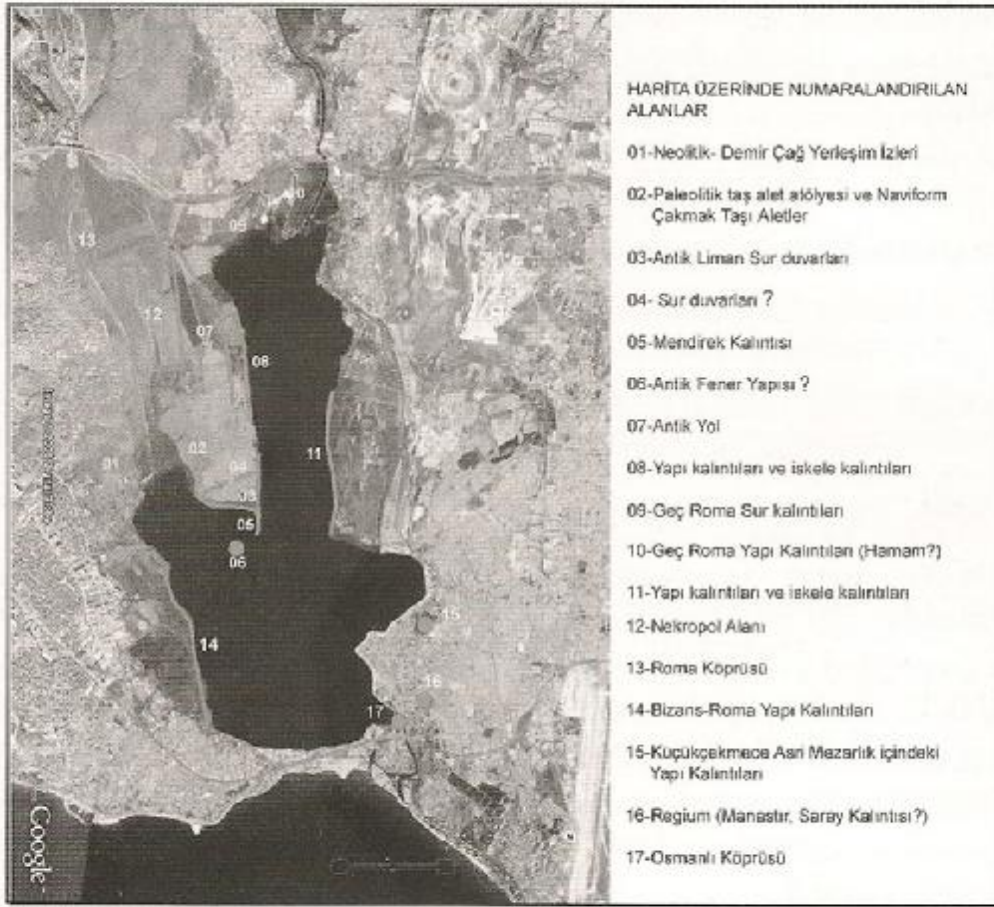 HARİTA ÜZERİNDE NUMARALANDIRILAN
ALANLAR
01-Neolitik- Demir Çağ Yerleşim İzleri
02-Paleolitik taş alet atölyesi ve Naviform
Çakmak Taşı Aletler
03-Antik Liman Sur duvarları
04- Sur duvarları ?
05-Mendirek Kalıntısı
06-Antik Fener Yapısı ?
07-Antik Yol
08-Yapı kalıntıları ve iskele kalıntıları
09-Geç Roma Sur kalıntıları
10-Geç Roma Yapı Kalıntıları (Hamam?)
11-Yapı kalıntıları ve iskele kalıntıları
12-Nekropol Alanı
13-Roma Köprüsü
14-Bizans-Roma Yapı Kalıntıları
15-Küçükçekmece Asri Mezarlık içindeki
Yapı Kalıntıları
16-Regium (Manastır, Saray Kalıntısı?)
17-Osmanlı Köprüsü
10
09
13
12
07
08
11
02
01
04
03
05
06
15
14
16
17
Google